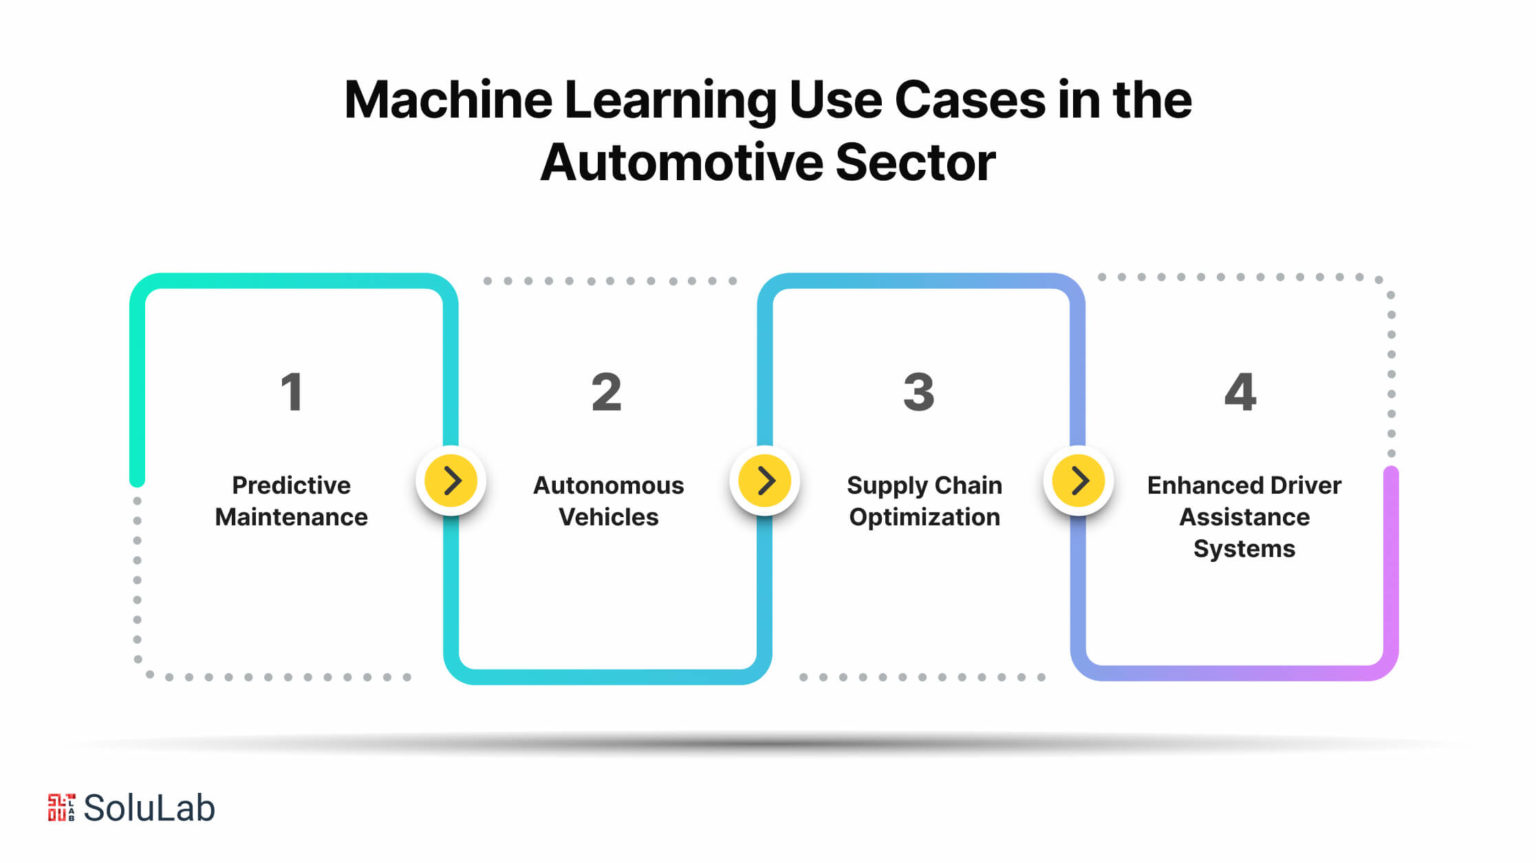 Machine Learning Use Cases in the
Automotive Sector
1
Predictive
Maintenance
2
Autonomous
Vehicles
3
Supply Chain
Optimization
4
Enhanced Driver
Assistance
Systems
SoluLab